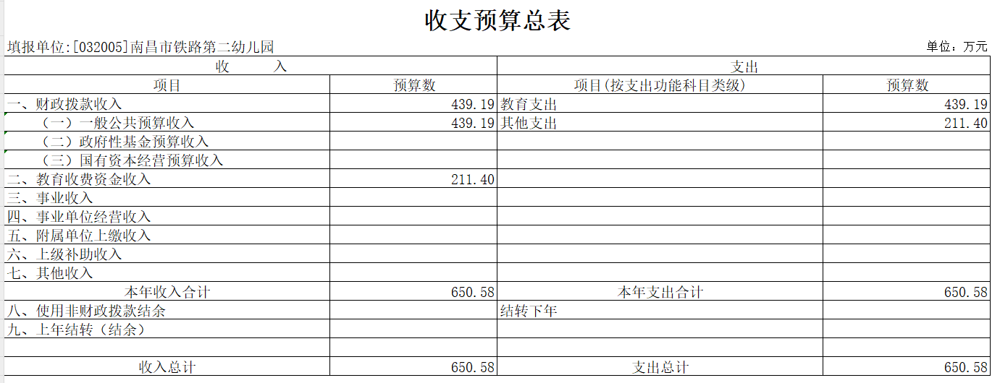 收支预算总表
填报单位:[032005]南昌市铁路第二幼儿园 单位：万元
收 入 支出
项目 预算数 项目(按支出功能科目类级) 预算数
一、财政拨款收入 439.19 教育支出 439.19
（一）一般公共预算收入 439.19 其他支出 211.40
（二）政府性基金预算收入
（三）国有资本经营预算收入
二、教育收费资金收入 211.40
三、事业收入
四、事业单位经营收入
五、附属单位上缴收入
六、上级补助收入
七、其他收入
本年收入合计 650.58 本年支出合计 650.58
八、使用非财政拨款结余 结转下年
九、上年结转（结余）
收入总计 650.58 支出总计 650.58